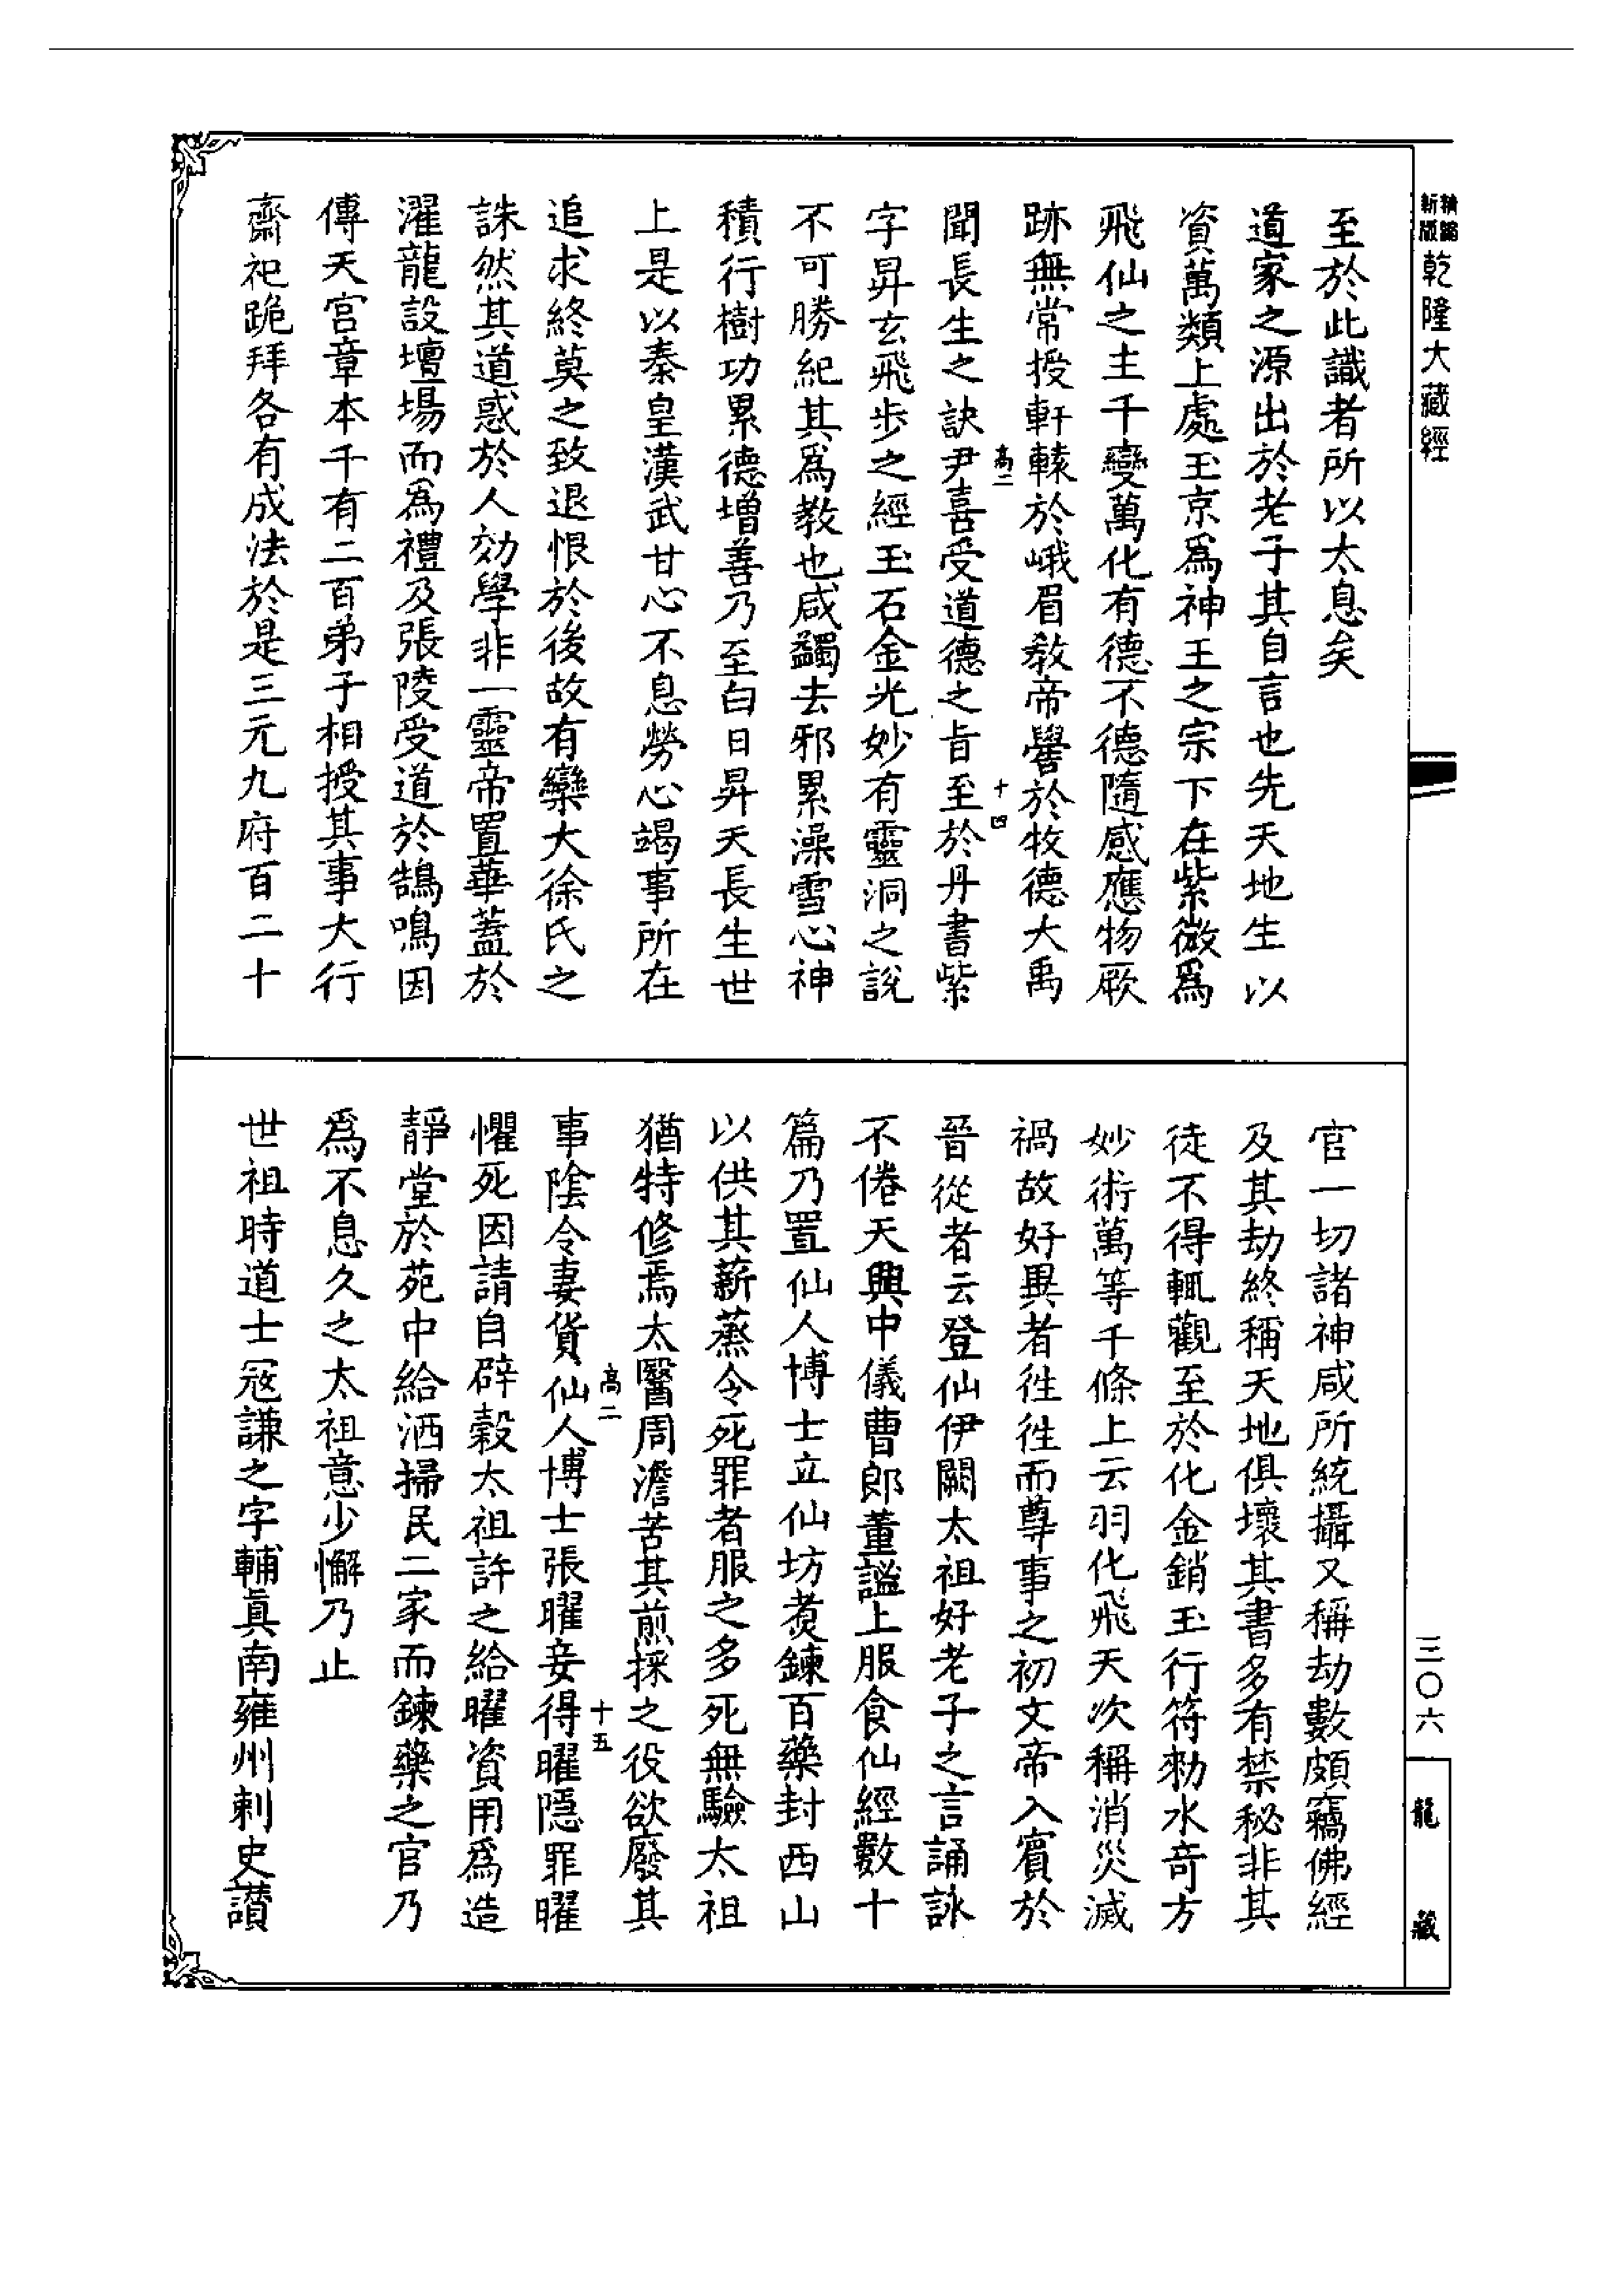 新版 精縮 乾隆大藏經
至於此識者所以太息矣
道家之源出於老子其自言也先天地生以
資萬類上處玉京爲神王之宗下在紫微爲
飛仙之主千變萬化有德不德隨感應物厥
跡無常授軒轅於峨眉教帝嚳於牧德大禹
聞長生之訣尹喜受道德之旨至於丹書紫
高二
十四
字昇玄飛步之經玉石金光妙有靈洞之說
不可勝紀其爲教也咸蠲去邪累澡雪心神
積行樹功累德增善乃至白日昇天長生世
上是以秦皇漢武甘心不息勞心竭事所在
追求終莫之致退恨於後故有欒大徐氏之
誅然其道惑於人効學非一靈帝置華蓋於
濯龍設壇場而爲禮及張陵受道於鵠鳴因
傳天宮章本千有二百弟子相授其事大行
齋祀跪拜各有成法於是三元九府百二十
官一切諸神咸所統攝又稱劫數頗竊佛經
及其劫終稱天地俱壞其書多有禁秘非其
徒不得輒觀至於化金銷玉行符勑水奇方
妙術萬等千條上云羽化飛天次稱消災滅
禍故好異者徃徃而尊事之初文帝入賓於
晉從者云登仙伊闕太祖好老子之言誦詠
不倦天興中儀曹郎董謐上服食仙經數十
篇乃置仙人博士立仙坊煑鍊百藥封西山
以供其薪蒸令死罪者服之多死無驗太祖
猶特修焉太醫周澹苦其煎採之役欲廢其
高二
十五
事陰令妻貨仙人博士張曜妾得曜隱罪曜
懼死因請自辟穀太祖許之給曜資用爲造
靜堂於苑中給洒掃民二家而鍊藥之官乃
爲不息久之太祖意少懈乃止
世祖時道士冦謙之字輔眞南雍州刺史讃
三〇六
龍藏